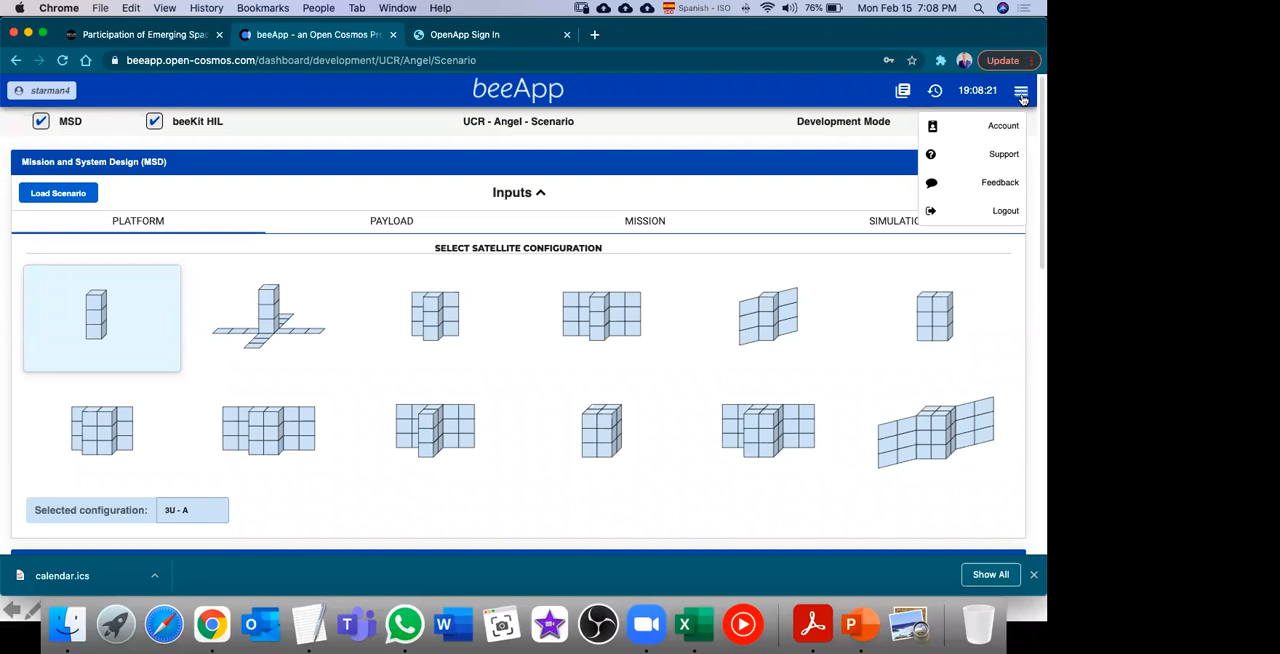 Chrome File Edit View History Bookmarks People Tab Window Help Spanish - ISO 76% Mon Feb 15 7:08 PM
Participation of Emerging Spac beeApp - an Open Cosmos Pr OpenApp Sign In
beeapp.open-cosmos.com/dashboard/development/UCR/Angel/Scenario Update
starman4 beeApp 19:08:21
MSD beeKit HIL UCR - Angel - Scenario Development Mode
Account
Support
Feedback
Logout
Mission and System Design (MSD)
Load Scenario Inputs
PLATFORM PAYLOAD MISSION SIMULATIO
SELECT SATELLITE CONFIGURATION
Selected configuration: 3U - A
calendar.ics Show All